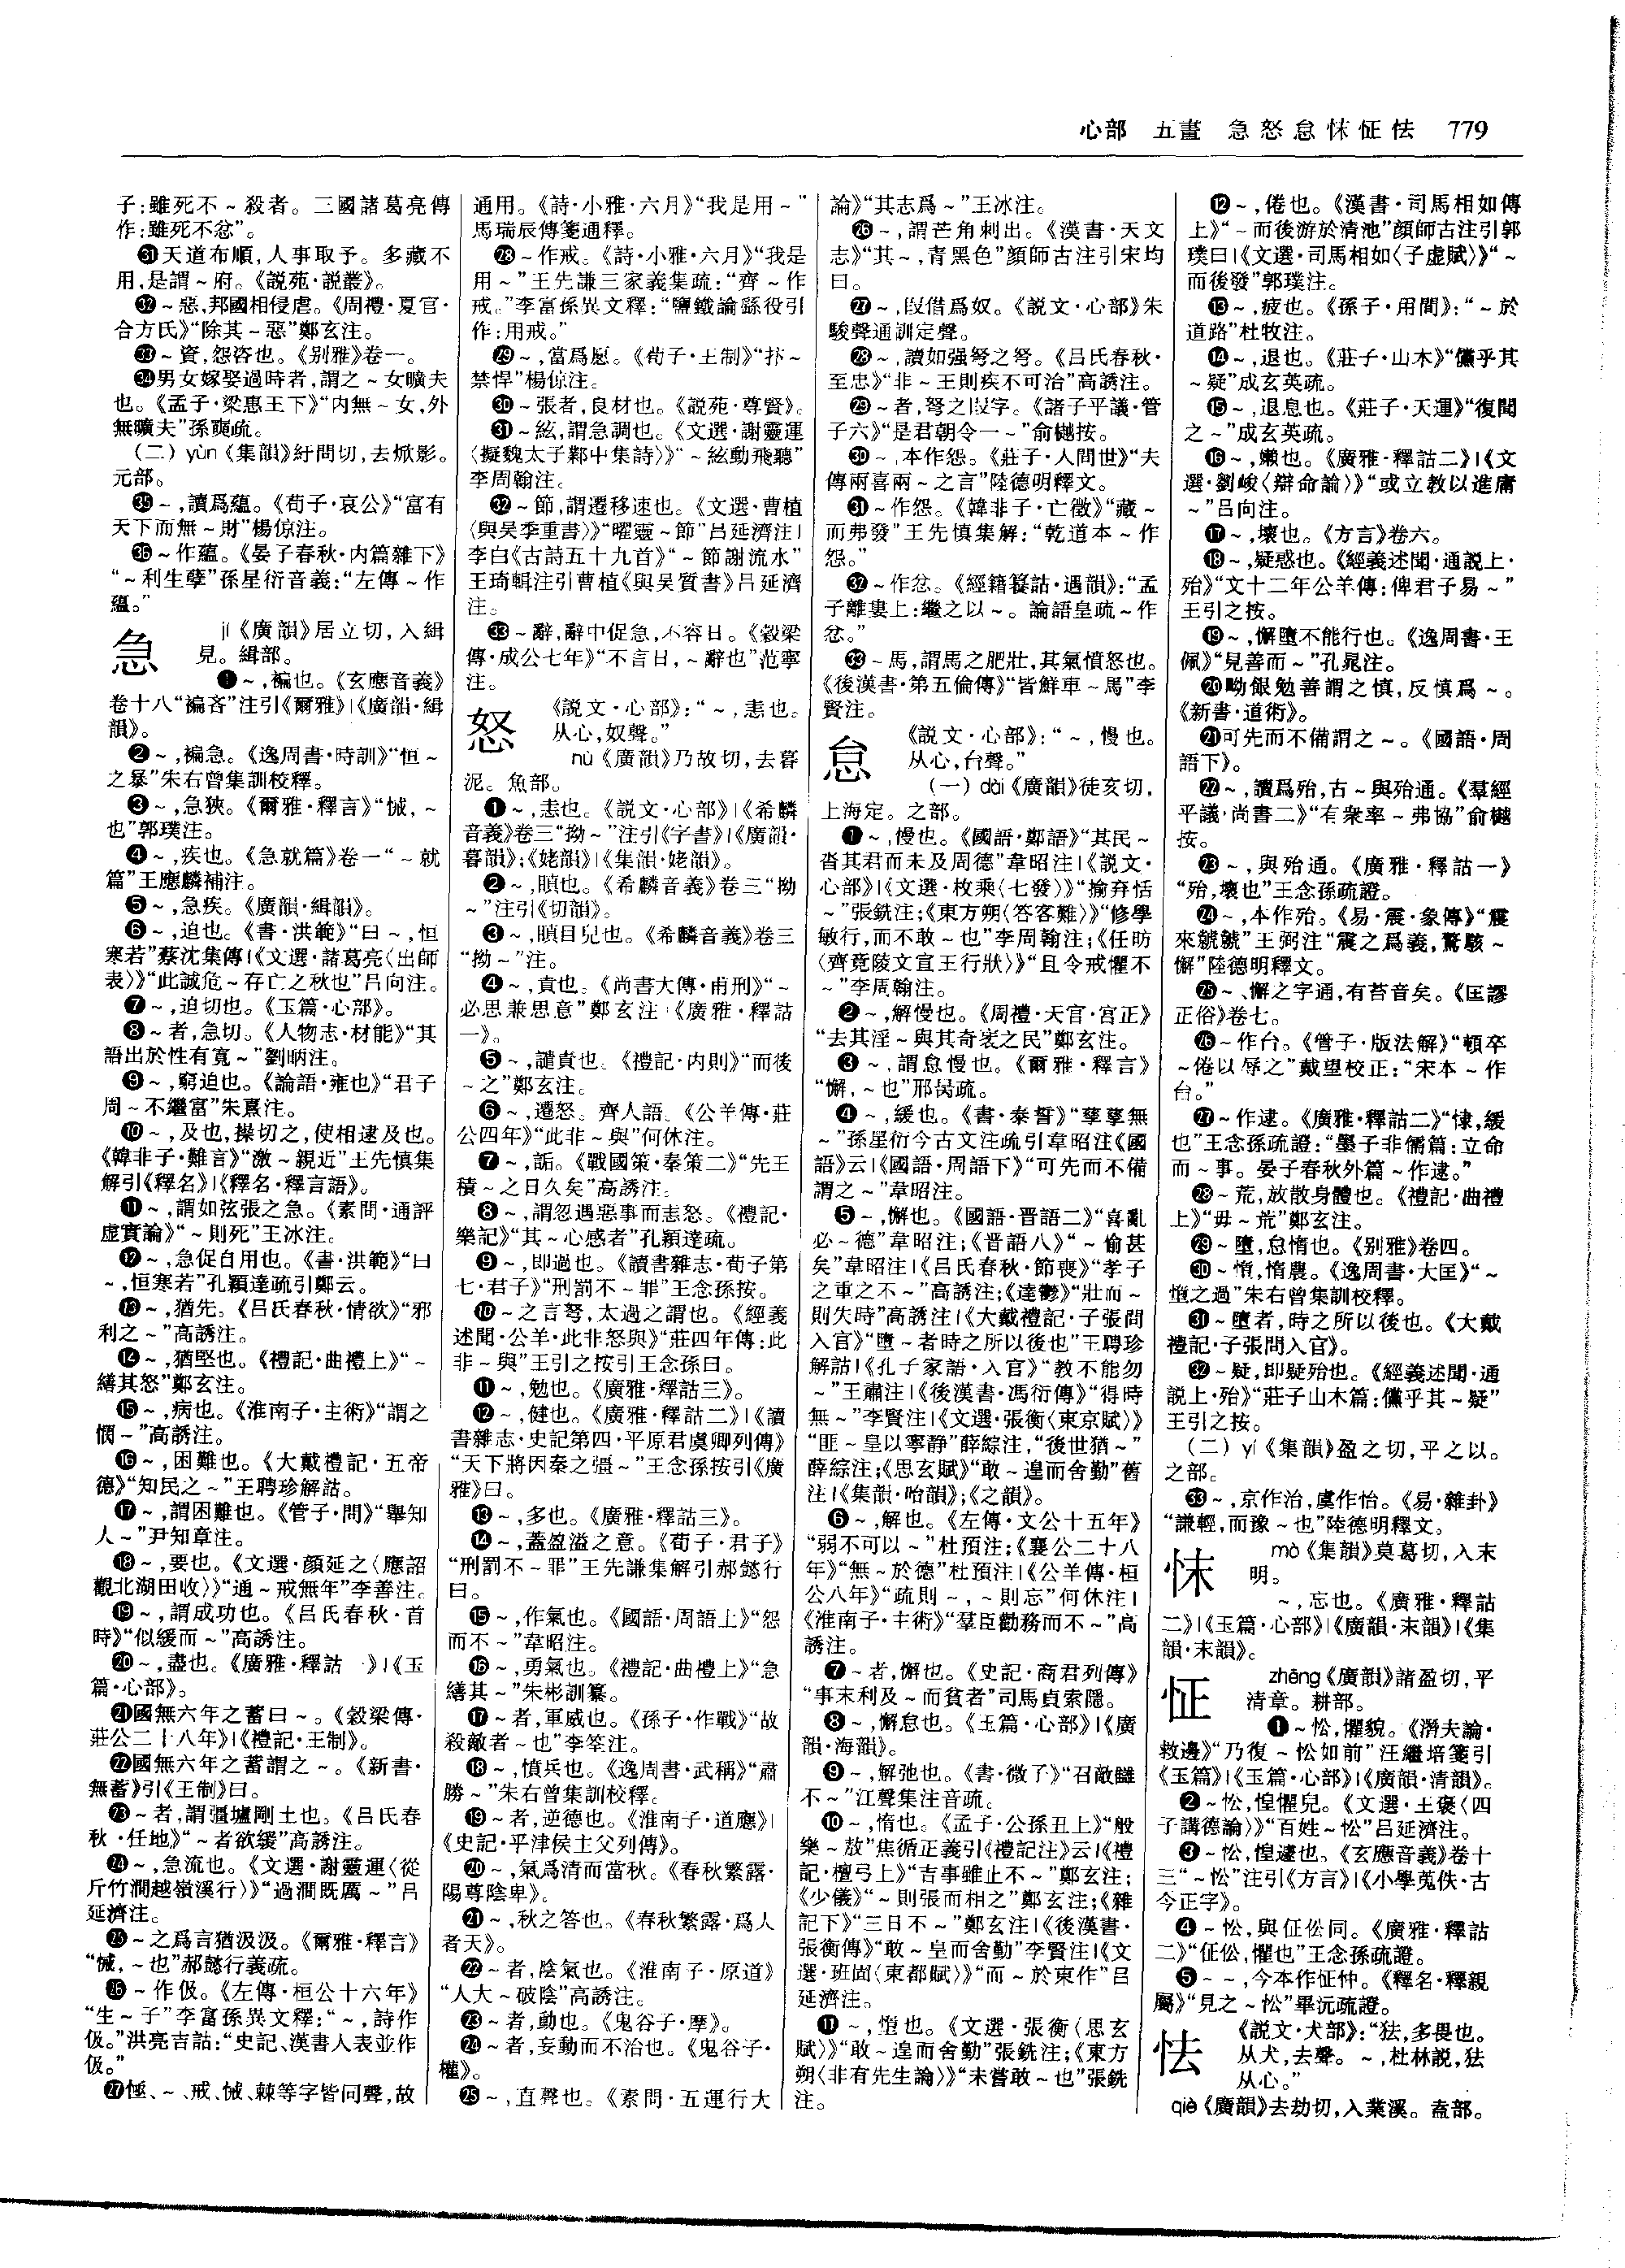 心部 五畫 急怒怠怽怔怯 779
子:雖死不～殺者。三國諸葛亮傳
作:雖死不忿”。
㉛天道布順,人事取予。多藏不
用,是謂～府。《説苑·説叢》。
㉜～惡,邦國相侵虐。《周禮·夏官·
合方氏》“除其～惡”鄭玄注。
㉝～資,怨咨也。《别雅》卷一。
㉞男女嫁娶過時者,謂之～女曠夫
也。《孟子·梁惠王下》“内無～女,外
無曠夫”孫奭疏。
(二) yùn《集韻》紆問切,去焮影。
元部。
㉟～,讀爲藴。《荀子·哀公》“富有
天下而無～財”楊倞注。
㊱～作藴。《晏子春秋·内篇雜下》
“～利生孽”孫星衍音義:“左傳～作
藴。”
急 jí《廣韻》居立切,入緝
見。緝部。
❶～,褊也。《玄應音義》
卷十八“褊吝”注引《爾雅》|《廣韻·緝
韻》。
❷～,褊急。《逸周書·時訓》“恒～
之暴”朱右曾集訓校釋。
❸～,急狹。《爾雅·釋言》“悈,～
也”郭璞注。
❹～,疾也。《急就篇》卷一“～就
篇”王應麟補注。
❺～,急疾。《廣韻·緝韻》。
❻～,迫也。《書·洪範》“曰～,恒
寒若”蔡沈集傳|《文選·諸葛亮〈出師
表〉》“此誠危～存亡之秋也”吕向注。
❼～,迫切也。《玉篇·心部》。
❽～者,急切。《人物志·材能》“其
語出於性有寬～”劉昞注。
❾～,窮迫也。《論語·雍也》“君子
周～不繼富”朱熹注。
❿～,及也,操切之,使相逮及也。
《韓非子·難言》“激～親近”王先慎集
解引《釋名》|《釋名·釋言語》。
⓫～,謂如弦張之急。《素問·通評
虚實論》“～則死”王冰注。
⓬～,急促自用也。《書·洪範》“曰
～,恒寒若”孔穎達疏引鄭云。
⓭～,猶先。《吕氏春秋·情欲》“邪
利之～”高誘注。
⓮～,猶堅也。《禮記·曲禮上》“～
繕其怒”鄭玄注。
⓯～,病也。《淮南子·主術》“謂之
憫～”高誘注。
⓰～,困難也。《大戴禮記·五帝
德》“知民之～”王聘珍解詁。
⓱～,謂困難也。《管子·問》“舉知
人～”尹知章注。
⓲～,要也。《文選·顔延之〈應詔
觀北湖田收〉》“通～戒無年”李善注。
⓳～,謂成功也。《吕氏春秋·首
時》“似緩而～”高誘注。
⓴～,盡也。《廣雅·釋詁一》|《玉
篇·心部》。
㉑國無六年之蓄曰～。《穀梁傳·
莊公二十八年》|《禮記·王制》。
㉒國無六年之蓄謂之～。《新書·
無蓄》引《王制》曰。
㉓～者,謂彊壚剛土也。《吕氏春
秋·任地》“～者欲緩”高誘注。
㉔～,急流也。《文選·謝靈運〈從
斤竹澗越嶺溪行〉》“過澗既厲～”吕
延濟注。
㉕～之爲言猶汲汲。《爾雅·釋言》
“悈,～也”郝懿行義疏。
㉖～作伋。《左傳·桓公十六年》
“生～子”李富孫異文釋:“～,詩作
伋。”洪亮吉詁:“史記、漢書人表並作
伋。”
㉗悈、～、戒、悈、棘等字皆同聲,故
通用。《詩·小雅·六月》“我是用～”
馬瑞辰傳箋通釋。
㉘～作戒。《詩·小雅·六月》“我是
用～”王先謙三家義集疏:“齊～作
戒。”李富孫異文釋:“鹽鐵論繇役引
作:用戒。”
㉙～,當爲愿。《荀子·王制》“抃～
禁悍”楊倞注。
㉚～張者,良材也。《説苑·尊賢》。
㉛～絃,謂急調也。《文選·謝靈運
〈擬魏太子鄴中集詩〉》“～絃動飛聽”
李周翰注。
㉜～節,謂遷移速也。《文選·曹植
〈與吴季重書〉》“曜靈～節”吕延濟注|
李白《古詩五十九首》“～節謝流水”
王琦輯注引曹植《與吴質書》吕延濟
注。
㉝～辭,辭中促急,不容日。《穀梁
傳·成公七年》“不言日,～辭也”范寧
注。
怒 《説文·心部》:“～,恚也。
从心,奴聲。”
nù《廣韻》乃故切,去暮
泥。魚部。
❶～,恚也。《説文·心部》|《希麟
音義》卷三“拗～”注引《字書》|《廣韻·
暮韻》;《姥韻》|《集韻·姥韻》。
❷～,瞋也。《希麟音義》卷三“拗
～”注引《切韻》。
❸～,瞋目皃也。《希麟音義》卷三
“拗～”注。
❹～,責也。《尚書大傳·甫刑》“～
必思兼思意”鄭玄注|《廣雅·釋詁
一》。
❺～,譴責也。《禮記·内則》“而後
～之”鄭玄注。
❻～,遷怒。齊人語。《公羊傳·莊
公四年》“此非～與”何休注。
❼～,詬。《戰國策·秦策二》“先王
積～之日久矣”高誘注。
❽～,謂忽遇惡事而恚怒。《禮記·
樂記》“其～心感者”孔穎達疏。
❾～,即過也。《讀書雜志·荀子第
七·君子》“刑罰不～罪”王念孫按。
❿～之言弩,太過之謂也。《經義
述聞·公羊·此非怒與》“莊四年傳:此
非～與”王引之按引王念孫曰。
⓫～,勉也。《廣雅·釋詁三》。
⓬～,健也。《廣雅·釋詁二》|《讀
書雜志·史記第四·平原君虞卿列傳》
“天下將因秦之彊～”王念孫按引《廣
雅》曰。
⓭～,多也。《廣雅·釋詁三》。
⓮～,蓋盈溢之意。《荀子·君子》
“刑罰不～罪”王先謙集解引郝懿行
曰。
⓯～,作氣也。《國語·周語上》“怨
而不～”韋昭注。
⓰～,勇氣也。《禮記·曲禮上》“急
繕其～”朱彬訓纂。
⓱～者,軍威也。《孫子·作戰》“故
殺敵者～也”李筌注。
⓲～,憤兵也。《逸周書·武稱》“肅
勝～”朱右曾集訓校釋。
⓳～者,逆德也。《淮南子·道應》|
《史記·平津侯主父列傳》。
⓴～,氣爲清而當秋。《春秋繁露·
陽尊陰卑》。
㉑～,秋之答也。《春秋繁露·爲人
者天》。
㉒～者,陰氣也。《淮南子·原道》
“人大～破陰”高誘注。
㉓～者,動也。《鬼谷子·摩》。
㉔～者,妄動而不治也。《鬼谷子·
權》。
㉕～,直聲也。《素問·五運行大
論》“其志爲～”王冰注。
㉖～,謂芒角刺出。《漢書·天文
志》“其～,青黑色”顔師古注引宋均
曰。
㉗～,叚借爲奴。《説文·心部》朱
駿聲通訓定聲。
㉘～,讀如强弩之弩。《吕氏春秋·
至忠》“非～王則疾不可治”高誘注。
㉙～者,弩之叚字。《諸子平議·管
子六》“是君朝令一～”俞樾按。
㉚～,本作怨。《莊子·人間世》“夫
傳兩喜兩～之言”陸德明釋文。
㉛～作怨。《韓非子·亡徵》“藏～
而弗發”王先慎集解:“乾道本～作
怨。”
㉜～作忿。《經籍籑詁·遇韻》:“孟
子離婁上:繼之以～。論語皇疏～作
忿。”
㉝～馬,謂馬之肥壯,其氣憤怒也。
《後漢書·第五倫傳》“皆鮮車～馬”李
賢注。
怠 《説文·心部》:“～,慢也。
从心,台聲。”
(一) dài《廣韻》徒亥切,
上海定。之部。
❶～,慢也。《國語·鄭語》“其民～
沓其君而未及周德”韋昭注|《説文·
心部》|《文選·枚乘〈七發〉》“揄弃恬
～”張銑注;《東方朔〈答客難〉》“修學
敏行,而不敢～也”李周翰注;《任昉
〈齊竟陵文宣王行狀〉》“且令戒懼不
～”李周翰注。
❷～,解慢也。《周禮·天官·宫正》
“去其淫～與其奇衺之民”鄭玄注。
❸～,謂怠慢也。《爾雅·釋言》
“懈,～也”邢昺疏。
❹～,緩也。《書·泰誓》“孳孳無
～”孫星衍今古文注疏引韋昭注《國
語》云|《國語·周語下》“可先而不備
謂之～”韋昭注。
❺～,懈也。《國語·晋語二》“喜亂
必～德”韋昭注;《晋語八》“～偷甚
矣”韋昭注|《吕氏春秋·節喪》“孝子
之重之不～”高誘注;《達鬱》“壯而～
則失時”高誘注|《大戴禮記·子張問
入官》“墮～者時之所以後也”王聘珍
解詁|《孔子家語·入官》“教不能勿
～”王肅注|《後漢書·馮衍傳》“得時
無～”李賢注|《文選·張衡〈東京賦〉》
“匪～皇以寧静”薛綜注,“後世猶～”
薛綜注;《思玄賦》“敢～遑而舍勤”舊
注|《集韻·咍韻》;《之韻》。
❻～,解也。《左傳·文公十五年》
“弱不可以～”杜預注;《襄公二十八
年》“無～於德”杜預注|《公羊傳·桓
公八年》“疏則～,～則忘”何休注|
《淮南子·主術》“羣臣勸務而不～”高
誘注。
❼～者,懈也。《史記·商君列傳》
“事末利及～而貧者”司馬貞索隱。
❽～,懈怠也。《玉篇·心部》|《廣
韻·海韻》。
❾～,解弛也。《書·微子》“召敵讎
不～”江聲集注音疏。
❿～,惰也。《孟子·公孫丑上》“般
樂～敖”焦循正義引《禮記注》云|《禮
記·檀弓上》“吉事雖止不～”鄭玄注;
《少儀》“～則張而相之”鄭玄注;《雜
記下》“三日不～”鄭玄注|《後漢書·
張衡傳》“敢～皇而舍勤”李賢注|《文
選·班固〈東都賦〉》“而～於東作”吕
延濟注。
⓫～,憜也。《文選·張衡〈思玄
賦〉》“敢～遑而舍勤”張銑注;《東方
朔〈非有先生論〉》“未嘗敢～也”張銑
注。
⓬～,倦也。《漢書·司馬相如傳
上》“～而後游於清池”顔師古注引郭
璞曰|《文選·司馬相如〈子虚賦〉》“～
而後發”郭璞注。
⓭～,疲也。《孫子·用間》:“～於
道路”杜牧注。
⓮～,退也。《莊子·山木》“儻乎其
～疑”成玄英疏。
⓯～,退息也。《莊子·天運》“復聞
之～”成玄英疏。
⓰～,嬾也。《廣雅·釋詁二》|《文
選·劉峻〈辯命論〉》“或立教以進庸
～”吕向注。
⓱～,壞也。《方言》卷六。
⓲～,疑惑也。《經義述聞·通説上·
殆》“文十二年公羊傳:俾君子易～”
王引之按。
⓳～,懈墮不能行也。《逸周書·王
佩》“見善而～”孔晁注。
⓴呦㽸勉善謂之慎,反慎爲～。
《新書·道術》。
㉑可先而不備謂之～。《國語·周
語下》。
㉒～,讀爲殆,古～與殆通。《羣經
平議·尚書二》“有衆率～弗協”俞樾
按。
㉓～,與殆通。《廣雅·釋詁一》
“殆,壞也”王念孫疏證。
㉔～,本作殆。《易·震·象傳》“震
來虩虩”王弼注“震之爲義,驚駭～
懈”陸德明釋文。
㉕～、懈之字通,有苔音矣。《匡謬
正俗》卷七。
㉖～作台。《管子·版法解》“頓卒
～倦以辱之”戴望校正:“宋本～作
台。”
㉗～作逮。《廣雅·釋詁二》“逮,緩
也”王念孫疏證:“墨子非儒篇:立命
而～事。晏子春秋外篇～作逮。”
㉘～荒,放散身體也。《禮記·曲禮
上》“毋～荒”鄭玄注。
㉙～墮,怠惰也。《别雅》卷四。
㉚～惰,惰農。《逸周書·大匡》“～
憜之過”朱右曾集訓校釋。
㉛～墮者,時之所以後也。《大戴
禮記·子張問入官》。
㉜～疑,即疑殆也。《經義述聞·通
説上·殆》“莊子山木篇:儻乎其～疑”
王引之按。
(二) yí《集韻》盈之切,平之以。
之部。
㉝～,京作治,虞作怡。《易·雜卦》
“謙輕,而豫～也”陸德明釋文。
怽 mò《集韻》莫葛切,入末
明。
～,忘也。《廣雅·釋詁
二》|《玉篇·心部》|《廣韻·末韻》|《集
韻·末韻》。
怔 zhēng《廣韻》諸盈切,平
清章。耕部。
❶～忪,懼貌。《潛夫論·
救邊》“乃復～忪如前”汪繼培箋引
《玉篇》|《玉篇·心部》|《廣韻·清韻》。
❷～忪,惶懼皃。《文選·王褒〈四
子講德論〉》“百姓～忪”吕延濟注。
❸～忪,惶遽也。《玄應音義》卷十
三“～忪”注引《方言》|《小學蒐佚·古
今正字》。
❹～忪,與征伀同。《廣雅·釋詁
二》“征伀,懼也”王念孫疏證。
❺～～,今本作怔忡。《釋名·釋親
屬》“見之～忪”畢沅疏證。
怯 《説文·犬部》:“㹤,多畏也。
从犬,去聲。～,杜林説,㹤
从心。”
qiè《廣韻》去劫切,入業溪。盍部。